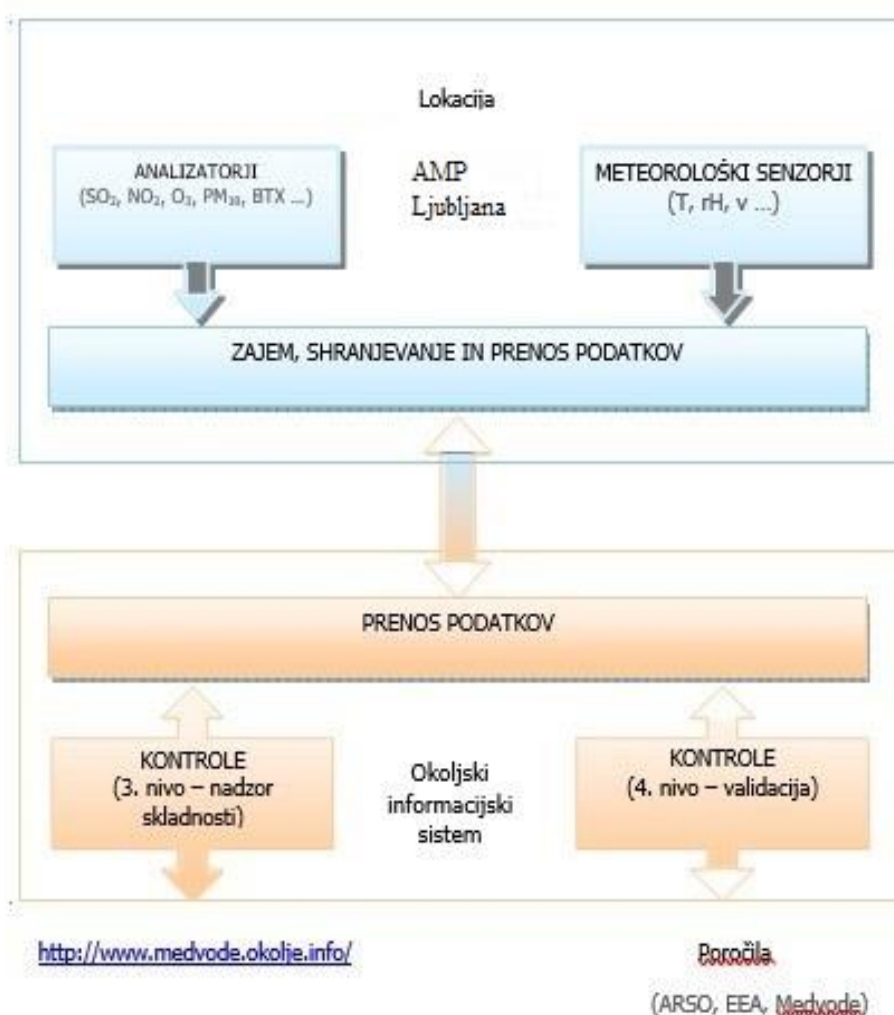 Lokacija
ANALIZATORJI
(SO₂, NO₂, O₃, PM₁₀, BTX ...)
AMP
Ljubljana
METEOROLOŠKI SENZORJI
(T, rH, v ...)
ZAJEM, SHRANJEVANJE IN PRENOS PODATKOV
PRENOS PODATKOV
KONTROLE
(3. nivo – nadzor
skladnosti)
Okoljski
informacijski
sistem
KONTROLE
(4. nivo – validacija)
http://www.medvode.okolje.info/
Poročila
(ARSO, EEA, Medvode)